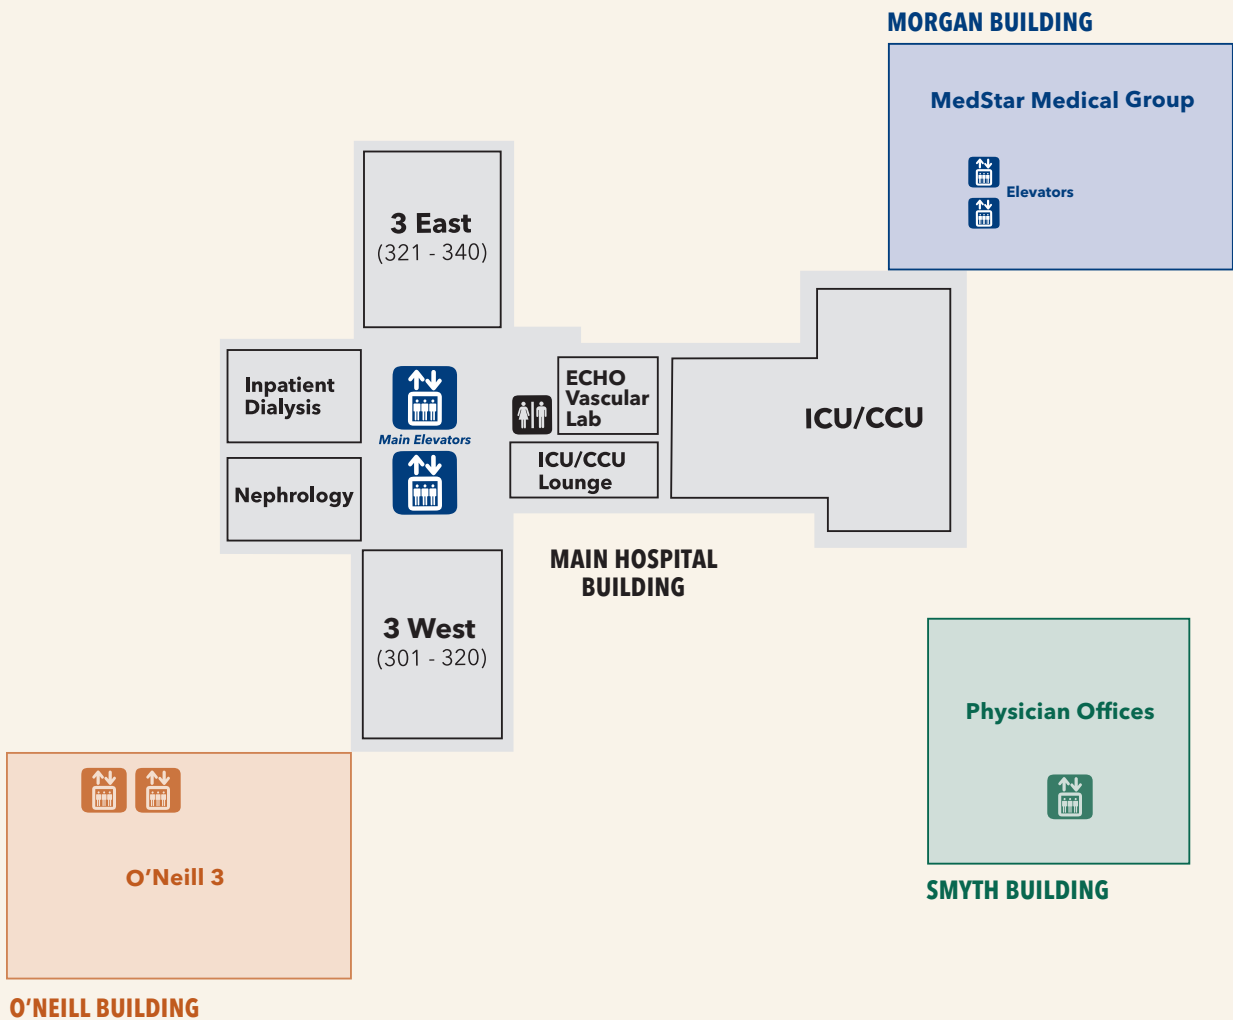 MORGAN BUILDING
MedStar Medical Group
Elevators
3 East
(321 - 340)
Inpatient
Dialysis
Main Elevators
Nephrology
ECHO
Vascular
Lab
ICU/CCU
Lounge
ICU/CCU
MAIN HOSPITAL
BUILDING
3 West
(301 - 320)
Physician Offices
SMYTH BUILDING
O’Neill 3
O’NEILL BUILDING